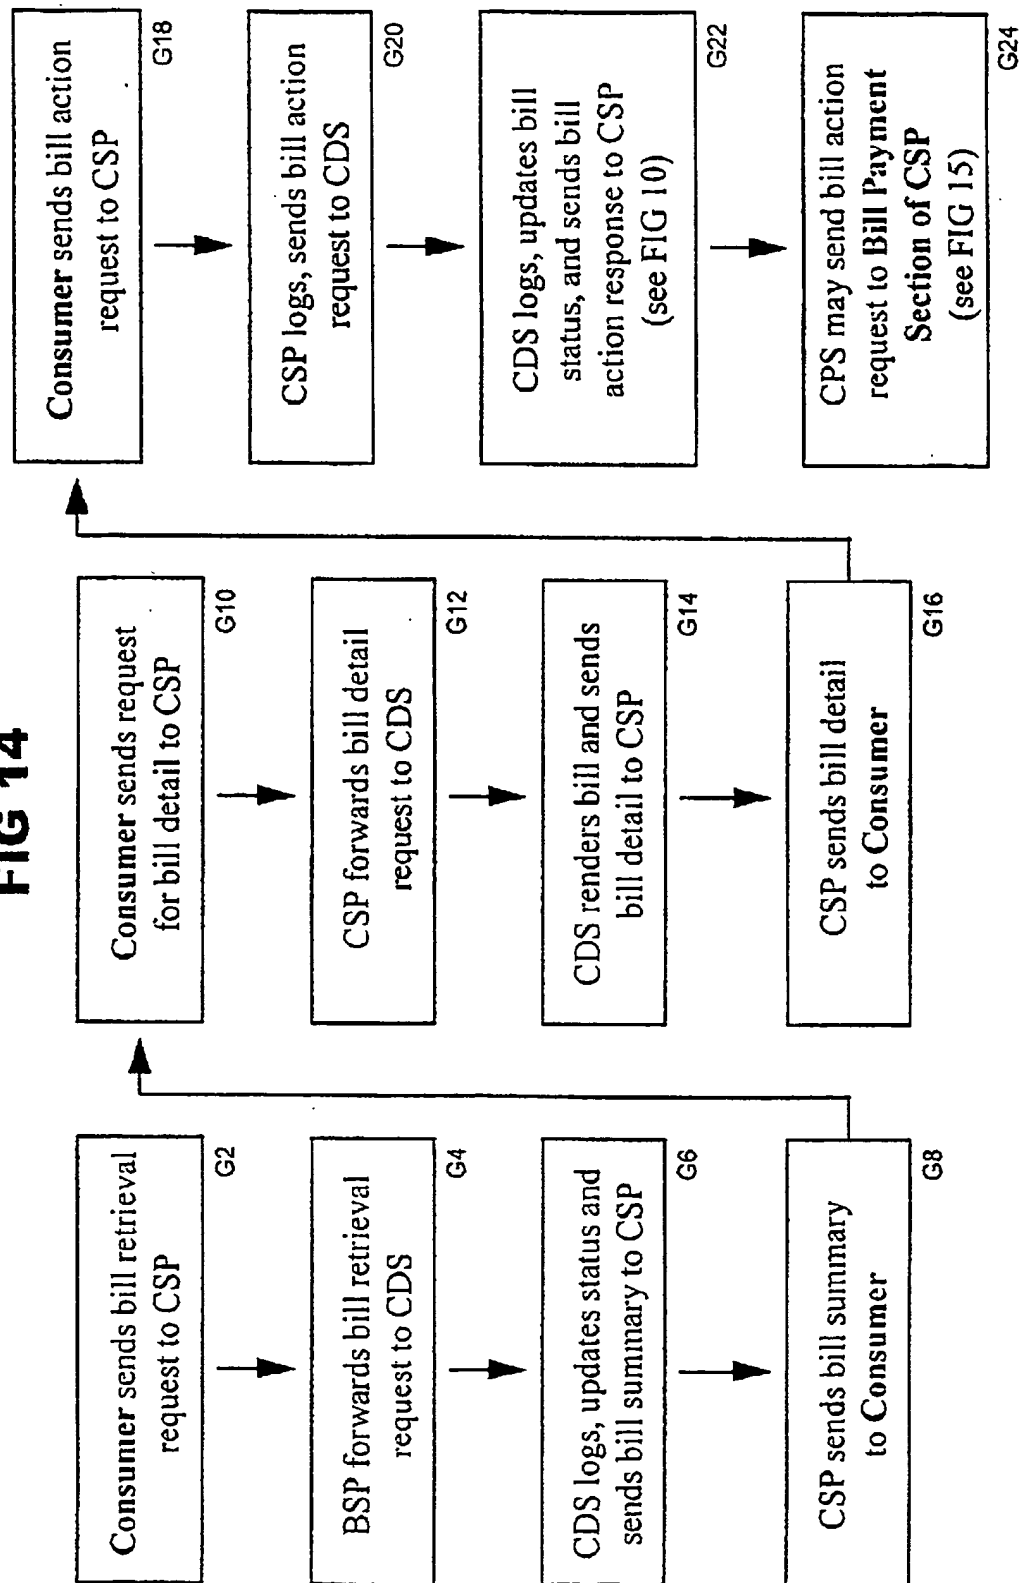 FIG 14
Consumer sends bill retrieval
request to CSP
G2
BSP forwards bill retrieval
request to CDS
G4
CDS logs, updates status and
sends bill summary to CSP
G6
CSP sends bill summary
to Consumer
G8
Consumer sends request
for bill detail to CSP
G10
CSP forwards bill detail
request to CDS
G12
CDS renders bill and sends
bill detail to CSP
G14
CSP sends bill detail
to Consumer
G16
Consumer sends bill action
request to CSP
G18
CSP logs, sends bill action
request to CDS
G20
CDS logs, updates bill
status, and sends bill
action response to CSP
(see FIG 10)
G22
CPS may send bill action
request to Bill Payment
Section of CSP
(see FIG 15)
G24